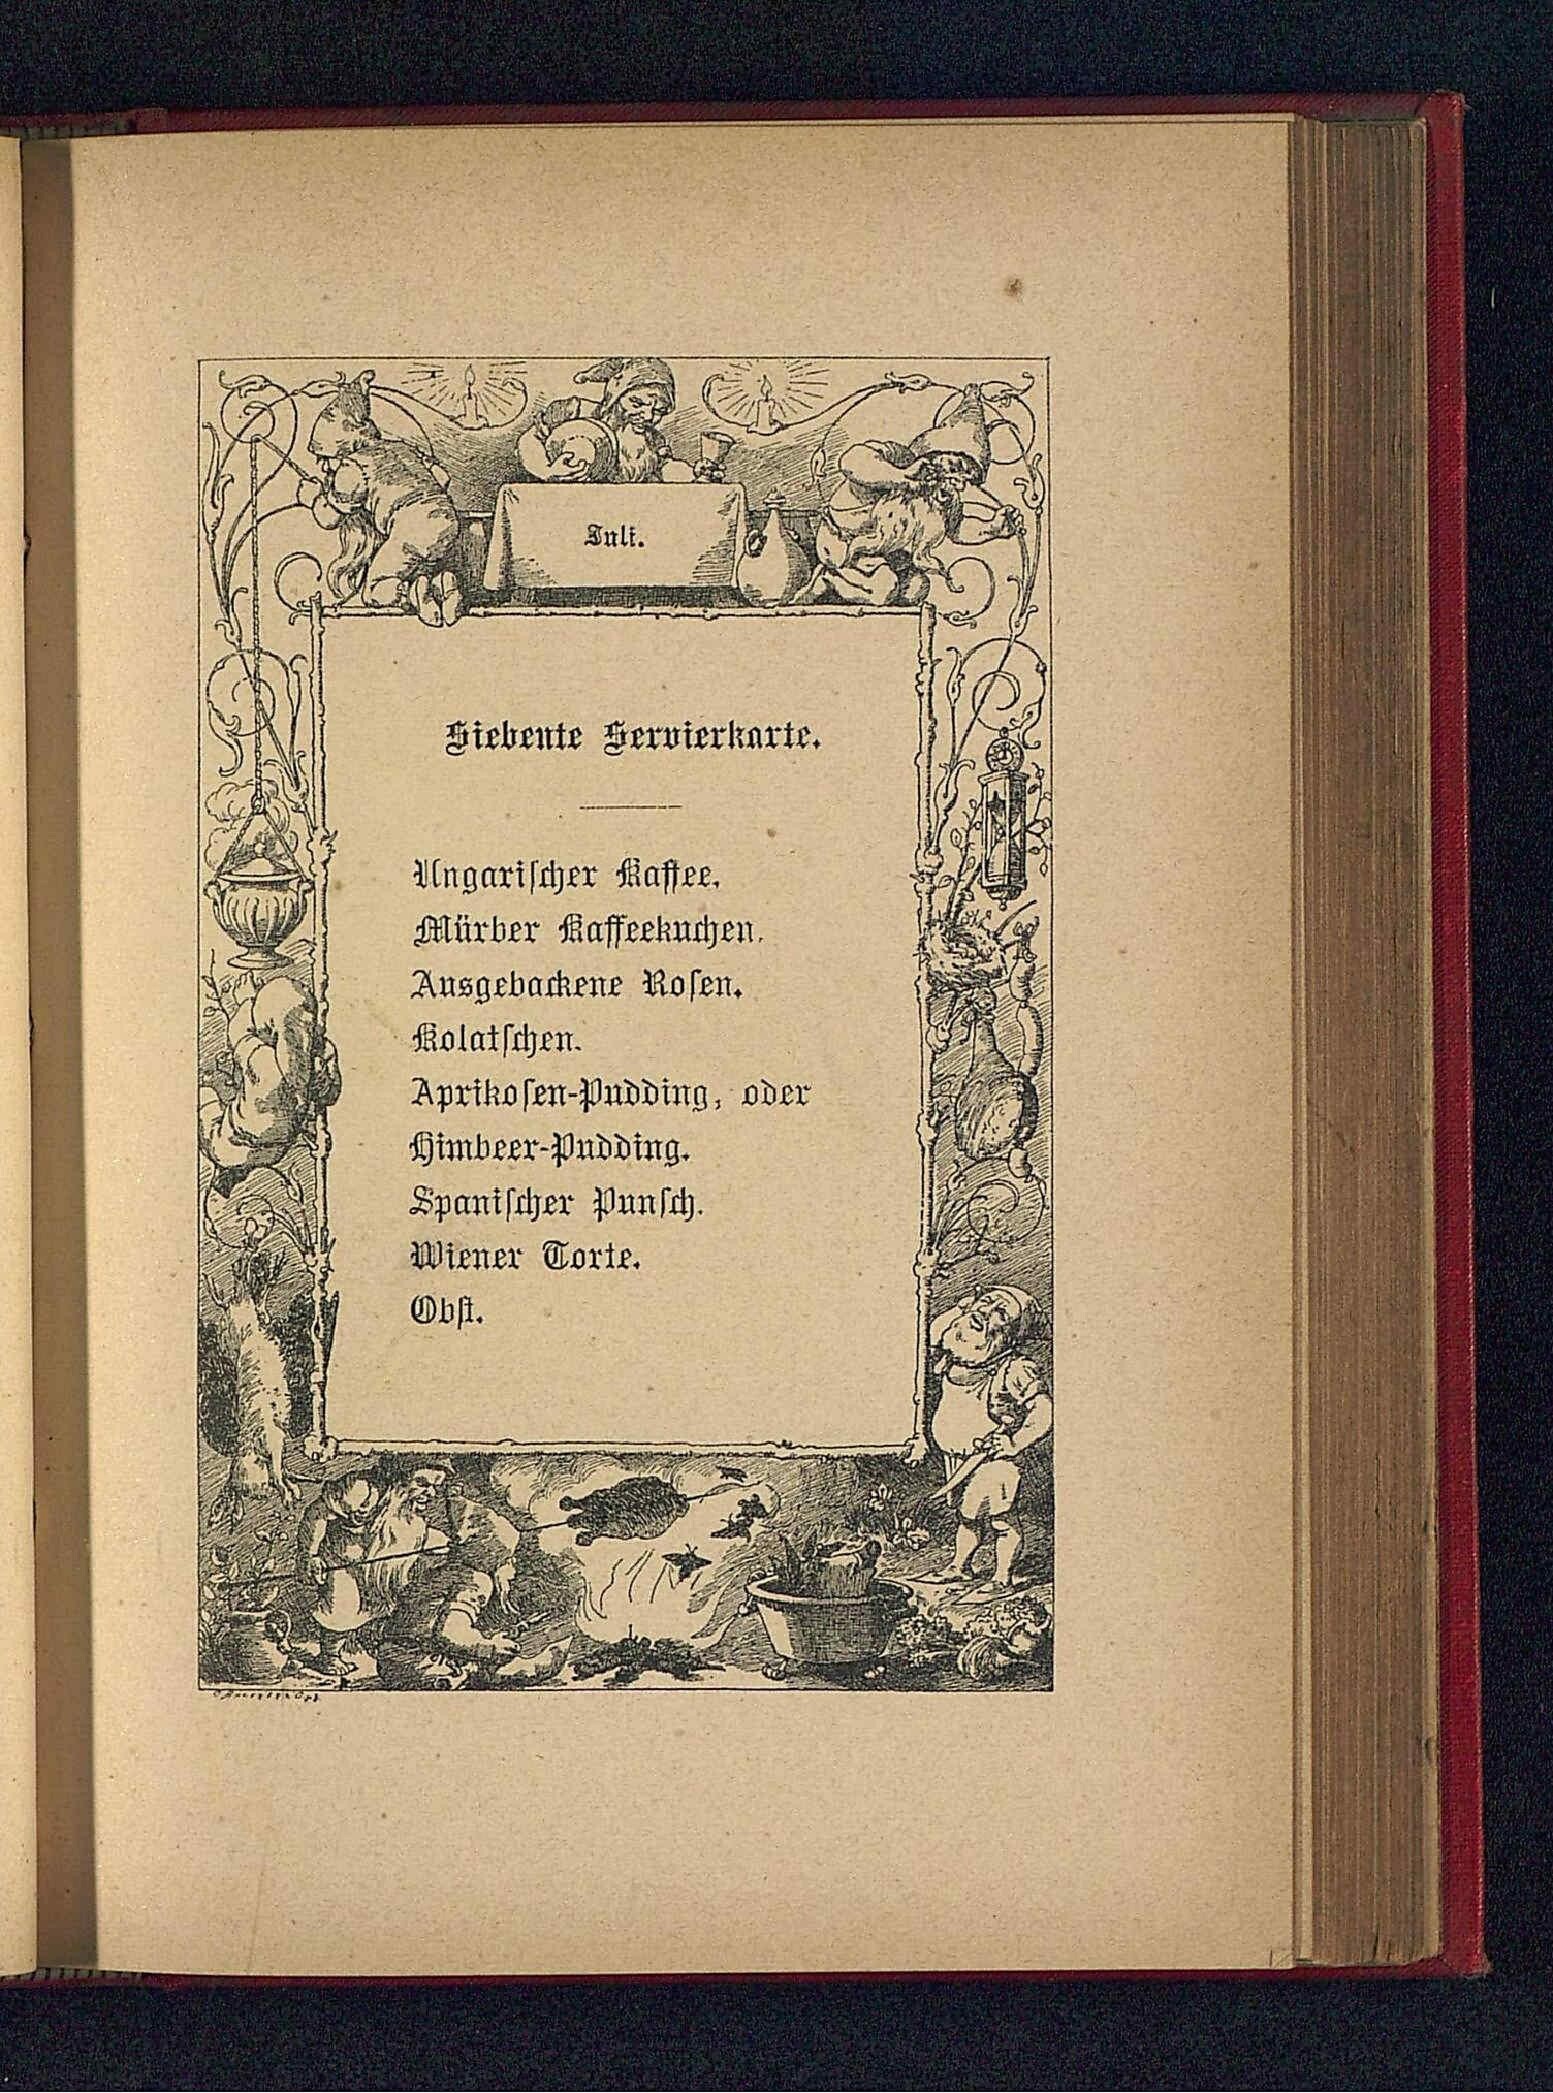 Juli.
Siebente Servierkarte.
Ungariſcher Kaffee.
Mürber Kaffeekuchen.
Ausgebackene Roſen.
Kolatſchen.
Aprikoſen-Pudding, oder
Himbeer-Pudding.
Spaniſcher Punſch.
Wiener Torte.
Obſt.